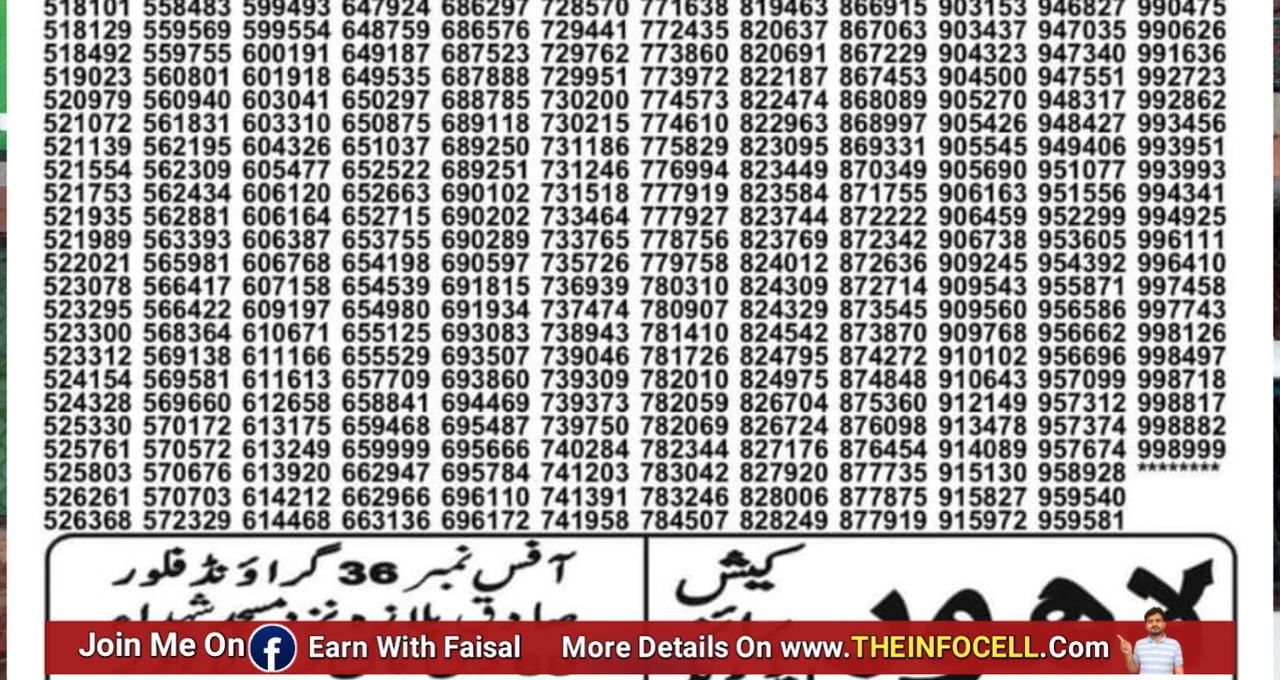 518101 558483 599493 647924 686297 728570 771638 819463 866915 903153 946827 990475
518129 559569 599554 648759 686576 729441 772435 820637 867063 903437 947035 990626
518492 559755 600191 649187 687523 729762 773860 820691 867229 904323 947340 991636
519023 560801 601918 649535 687888 729951 773972 822187 867453 904500 947551 992723
520979 560940 603041 650297 688785 730200 774573 822474 868089 905270 948317 992862
521072 561831 603310 650875 689118 730215 774610 822963 868997 905426 948427 993456
521139 562195 604326 651037 689250 731186 775829 823095 869331 905545 949406 993951
521554 562309 605477 652522 689251 731246 776994 823449 870349 905690 951077 993993
521753 562434 606120 652663 690102 731518 777919 823584 871755 906163 951556 994341
521935 562881 606164 652715 690202 733464 777927 823744 872222 906459 952299 994925
521989 563393 606387 653755 690289 733765 778756 823769 872342 906738 953605 996111
522021 565981 606768 654198 690597 735726 779758 824012 872636 909245 954392 996410
523078 566417 607158 654539 691815 736939 780310 824309 872714 909543 955871 997458
523295 566422 609197 654980 691934 737474 780907 824329 873545 909560 956586 997743
523300 568364 610671 655125 693083 738943 781410 824542 873870 909768 956662 998126
523312 569138 611166 655529 693507 739046 781726 824795 874272 910102 956696 998497
524154 569581 611613 657709 693860 739309 782010 824975 874848 910643 957099 998718
524328 569660 612658 658841 694469 739373 782059 826704 875360 912149 957312 998817
525330 570172 613175 659468 695487 739750 782069 826724 876098 913478 957374 998882
525761 570572 613249 659999 695666 740284 782344 827176 876454 914089 957674 998999
525803 570676 613920 662947 695784 741203 783042 827920 877735 915130 958928 ********
526261 570703 614212 662966 696110 741391 783246 828006 877875 915827 959540
526368 572329 614468 663136 696172 741958 784507 828249 877919 915972 959581
لاہور
کیش
آفس نمبر 36 گراؤنڈ فلور
Join Me On Earn With Faisal More Details On www.THEINFOCELL.Com